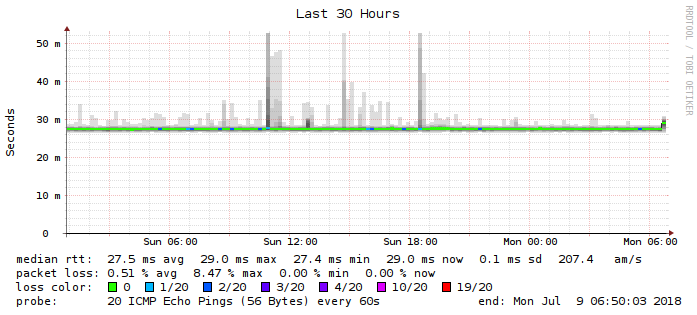 Last 30 Hours
RRDTOOL / TOBI OETIKER
Seconds
50 m
40 m
30 m
20 m
10 m
0
Sun 06:00 Sun 12:00 Sun 18:00 Mon 00:00 Mon 06:00
median rtt: 27.5 ms avg 29.0 ms max 27.4 ms min 29.0 ms now 0.1 ms sd 207.4 am/s
packet loss: 0.51 % avg 8.47 % max 0.00 % min 0.00 % now
loss color: 0 1/20 2/20 3/20 4/20 10/20 19/20
probe: 20 ICMP Echo Pings (56 Bytes) every 60s end: Mon Jul 9 06:50:03 2018